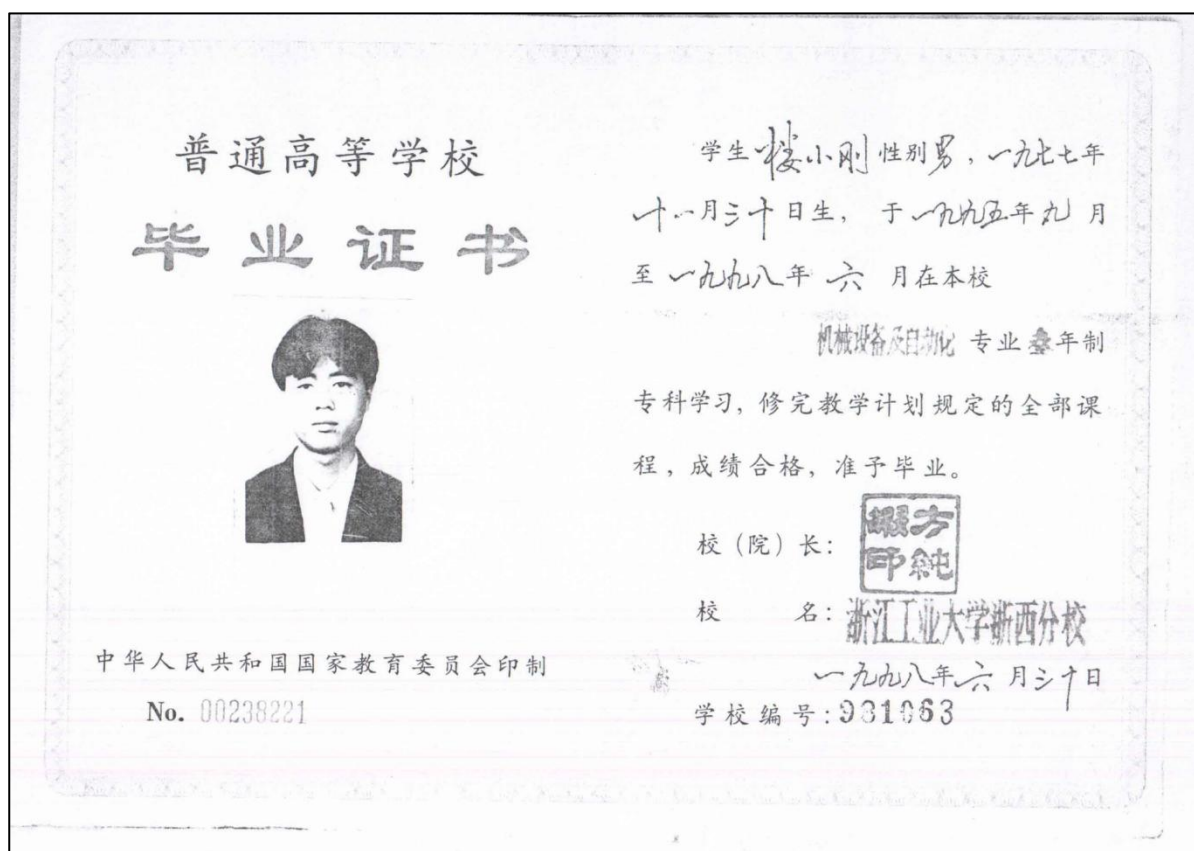 普通高等学校
毕业证书
中华人民共和国国家教育委员会印制
No. 00238221
学生楼小刚性别男，一九七七年
十一月三十日生，于一九九五年九月
至一九九八年六月在本校
机械设备及自动化专业叁年制
专科学习，修完教学计划规定的全部课
程，成绩合格，准予毕业。
校（院）长：
方纯
印
校名：浙江工业大学浙西分校
一九九八年六月三十日
学校编号：981063